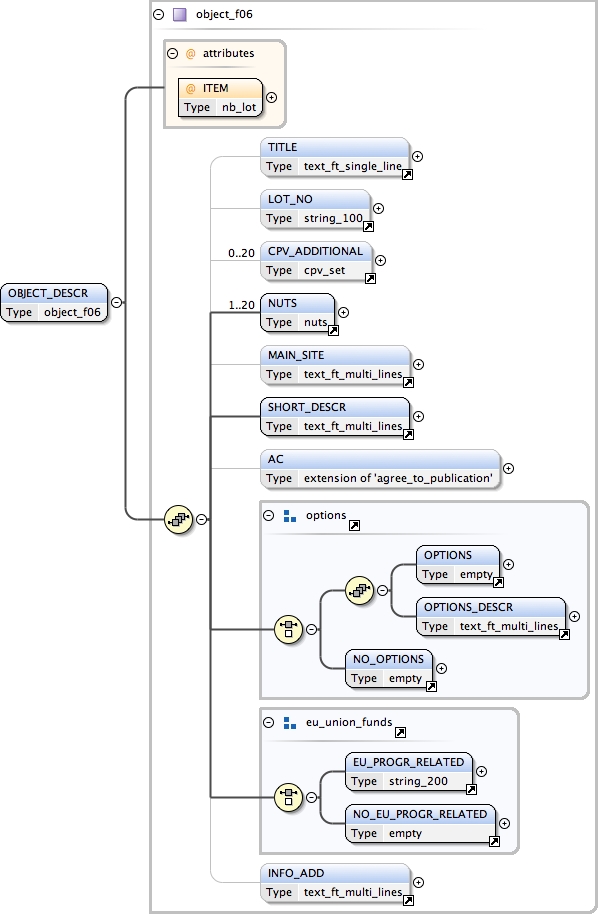 object_f06
@ attributes
@ ITEM
Type nb_lot
TITLE
Type text_ft_single_line
LOT_NO
Type string_100
0..20
CPV_ADDITIONAL
Type cpv_set
OBJECT_DESCR
Type object_f06
1..20
NUTS
Type nuts
MAIN_SITE
Type text_ft_multi_lines
SHORT_DESCR
Type text_ft_multi_lines
AC
Type extension of 'agree_to_publication'
options
OPTIONS
Type empty
OPTIONS_DESCR
Type text_ft_multi_lines
NO_OPTIONS
Type empty
eu_union_funds
EU_PROGR_RELATED
Type string_200
NO_EU_PROGR_RELATED
Type empty
INFO_ADD
Type text_ft_multi_lines